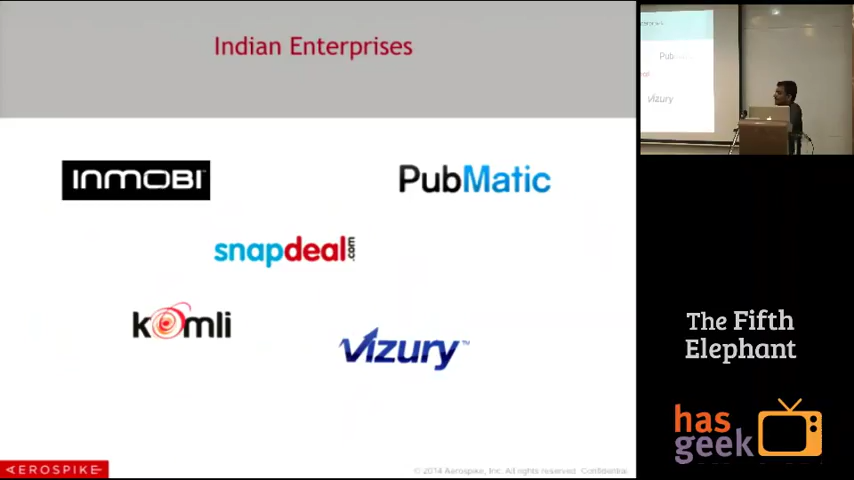 Indian Enterprises
INMOBI
PubMatic
snapdeal.com
komli
Vizury™
AEROSPIKE
© 2014 Aerospike, Inc. All rights reserved. Confidential
PubMatic
Vizury
The Fifth
Elephant
has
geek